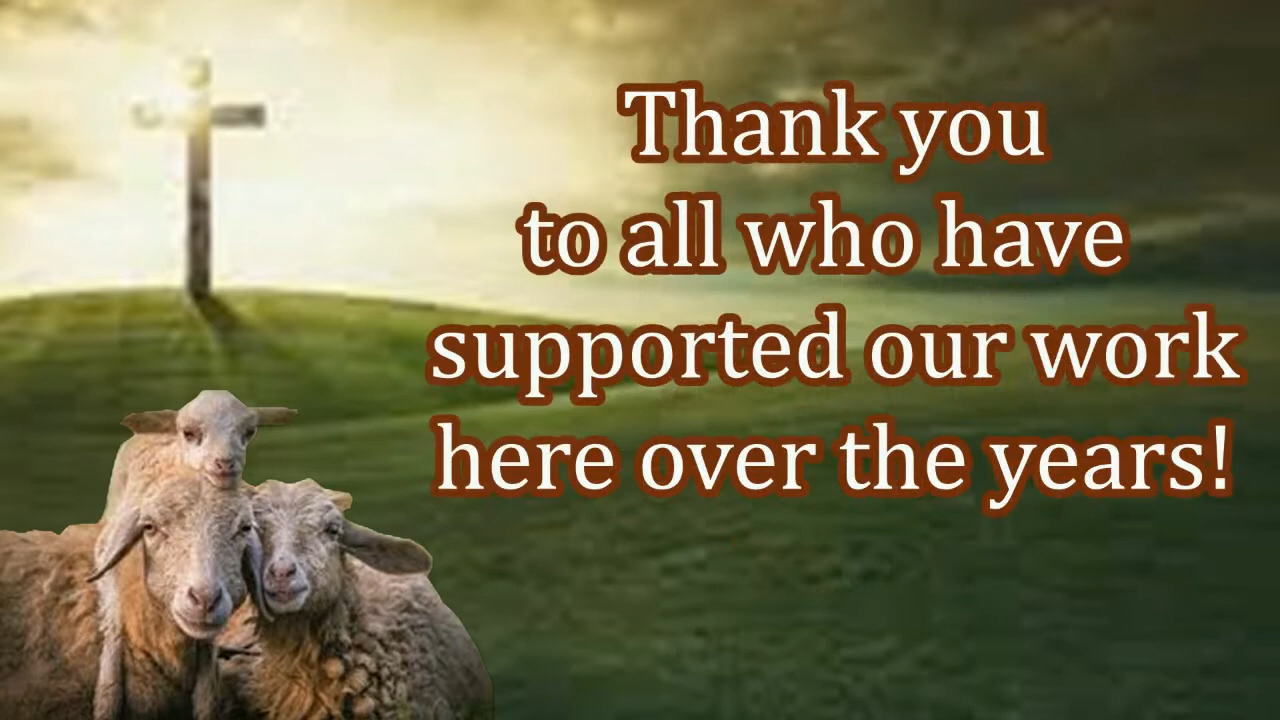 Thank you
to all who have
supported our work
here over the years!